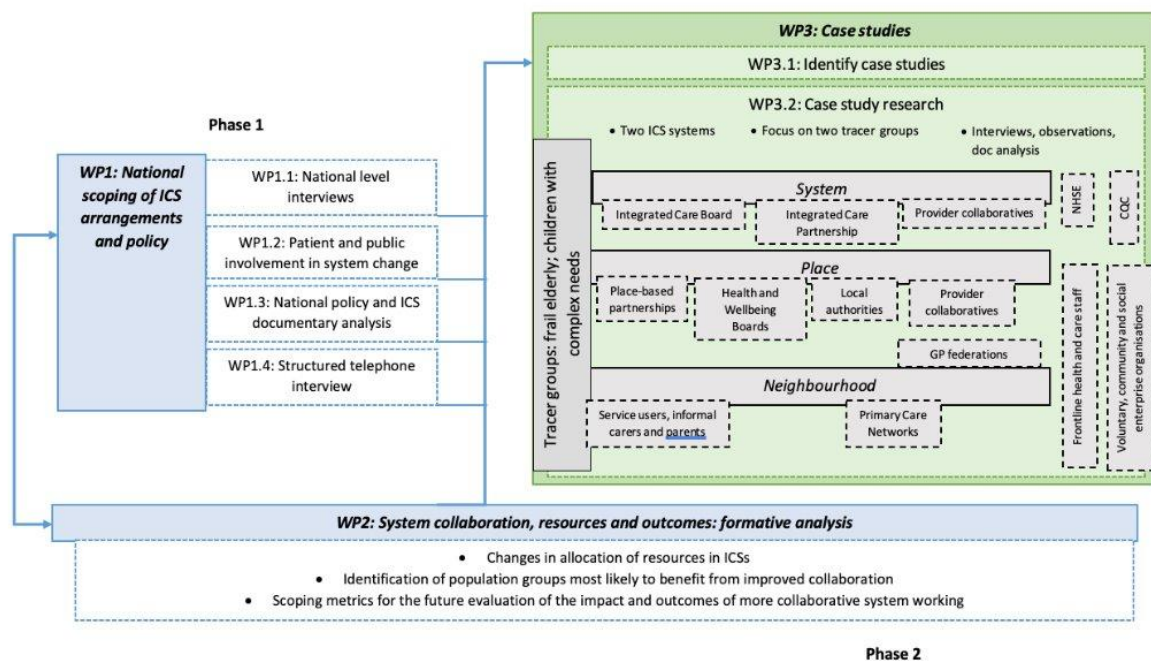 Phase 1
WP1: National
scoping of ICS
arrangements
and policy
WP1.1: National level
interviews
WP1.2: Patient and public
involvement in system change
WP1.3: National policy and ICS
documentary analysis
WP1.4: Structured telephone
interview
WP3: Case studies
WP3.1: Identify case studies
WP3.2: Case study research
• Two ICS systems
• Focus on two tracer groups
• Interviews, observations,
doc analysis
Tracer groups: frail elderly; children with
complex needs
System
Integrated Care Board
Integrated Care
Partnership
Provider collaboratives
NHSE
CQC
Place
Place-based
partnerships
Health and
Wellbeing
Boards
Local
authorities
Provider
collaboratives
GP federations
Neighbourhood
Service users, informal
carers and parents
Primary Care
Networks
Frontline health and care staff
Voluntary, community and social
enterprise organisations
WP2: System collaboration, resources and outcomes: formative analysis
• Changes in allocation of resources in ICSs
• Identification of population groups most likely to benefit from improved collaboration
• Scoping metrics for the future evaluation of the impact and outcomes of more collaborative system working
Phase 2